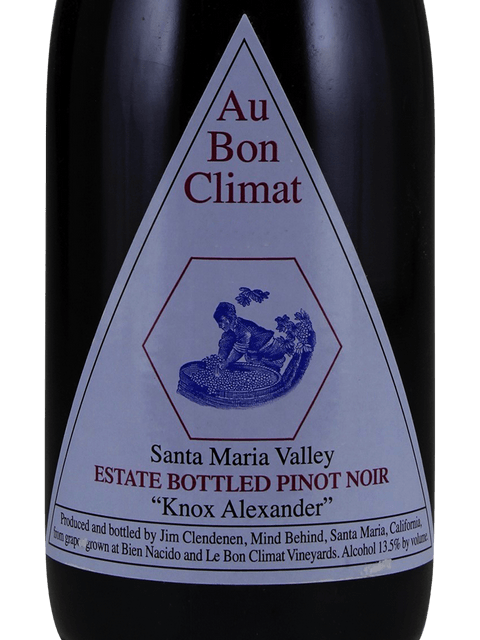 Au
Bon
Climat
Santa Maria Valley
ESTATE BOTTLED PINOT NOIR
“Knox Alexander”
Produced and bottled by Jim Clendenen, Mind Behind, Santa Maria, California,
from grapes grown at Bien Nacido and Le Bon Climat Vineyards. Alcohol 13.5% by volume.